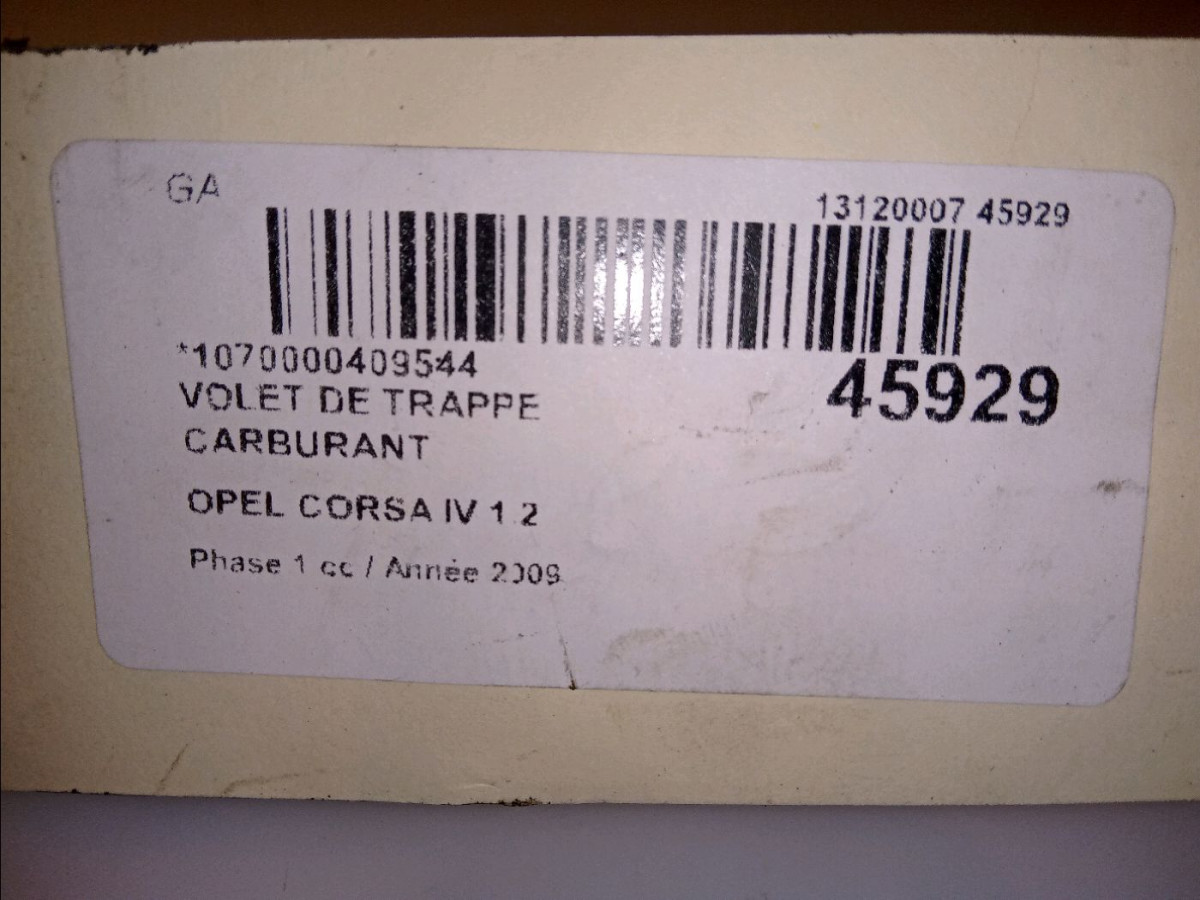 GA
13120007 45929
*1070000409544
45929
VOLET DE TRAPPE
CARBURANT
OPEL CORSA IV 1.2
Phase 1 cc / Année 2009